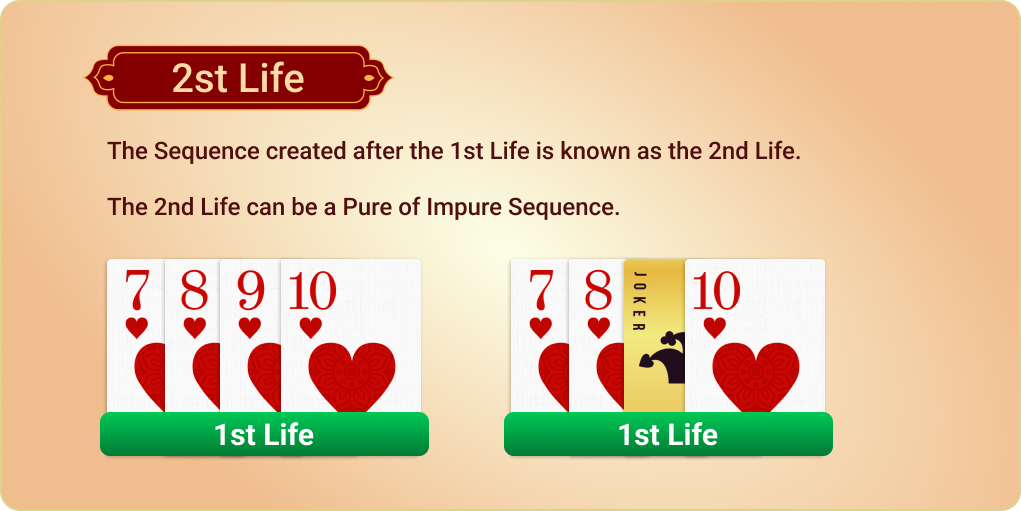 2st Life
The Sequence created after the 1st Life is known as the 2nd Life.
The 2nd Life can be a Pure of Impure Sequence.
7 8 9 10 7 8 JOKER 10
1st Life 1st Life